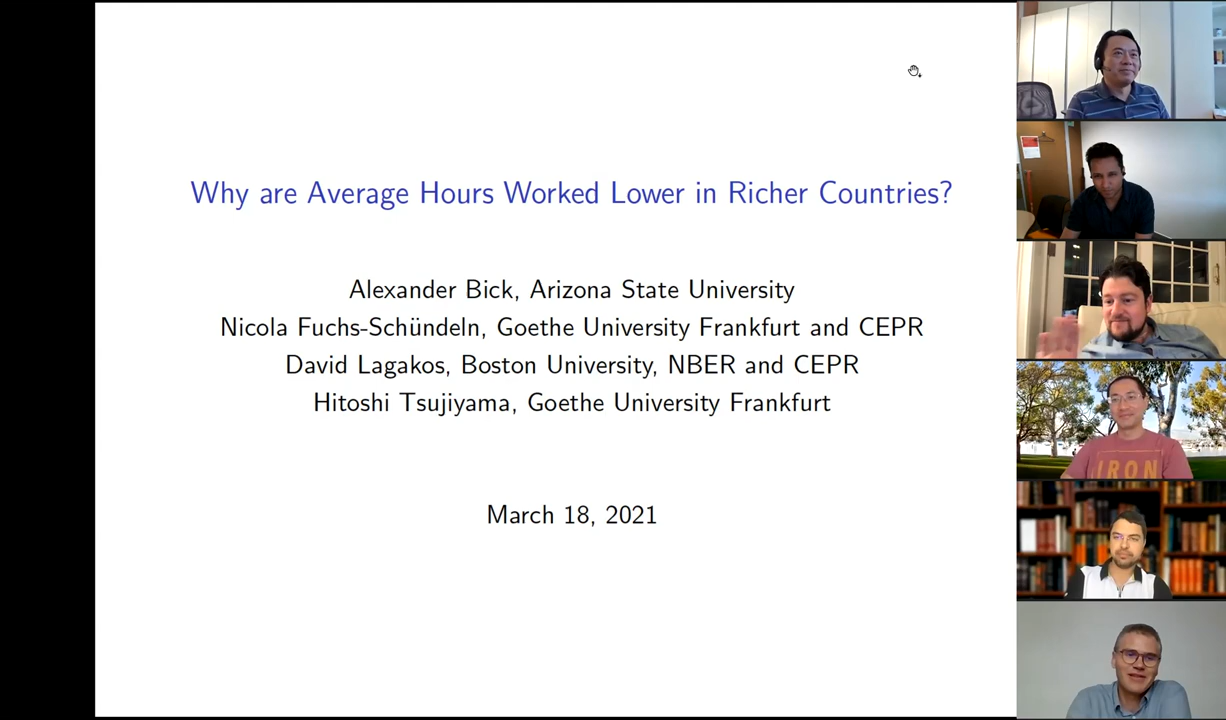 Why are Average Hours Worked Lower in Richer Countries?
Alexander Bick, Arizona State University
Nicola Fuchs-Schündeln, Goethe University Frankfurt and CEPR
David Lagakos, Boston University, NBER and CEPR
Hitoshi Tsujiyama, Goethe University Frankfurt
March 18, 2021
IRON